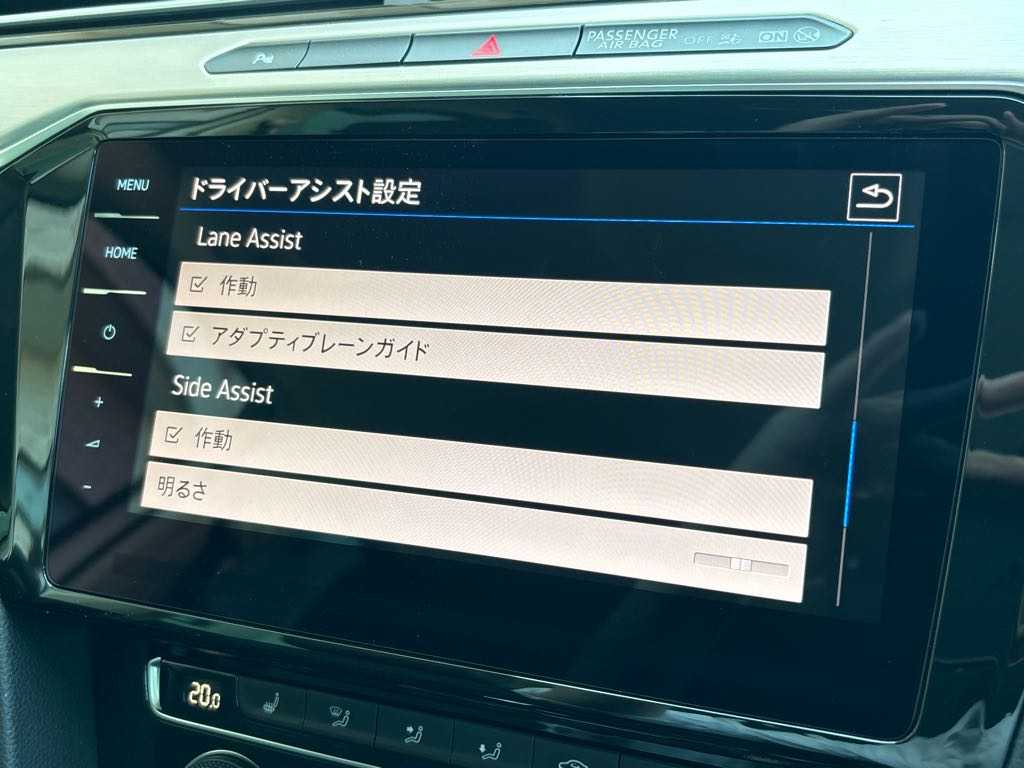 PASSENGER
AIR BAG OFF ON
MENU
HOME
ドライバーアシスト設定
Lane Assist
作動
アダプティブレーンガイド
Side Assist
作動
明るさ
+
-
20.0